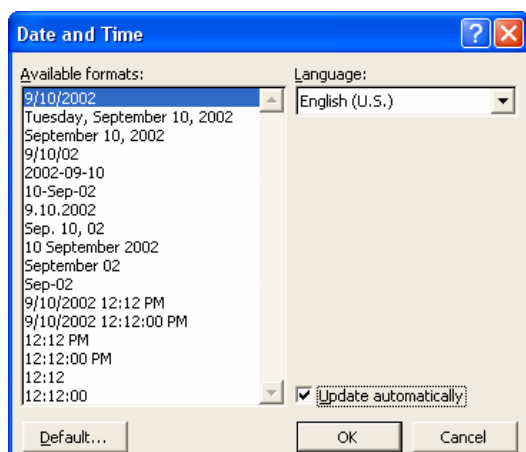 Date and Time
Available formats:
Language:
9/10/2002
Tuesday, September 10, 2002
September 10, 2002
9/10/02
2002-09-10
10-Sep-02
9.10.2002
Sep. 10, 02
10 September 2002
September 02
Sep-02
9/10/2002 12:12 PM
9/10/2002 12:12:00 PM
12:12 PM
12:12:00 PM
12:12
12:12:00
English (U.S.)
Update automatically
Default...
OK
Cancel